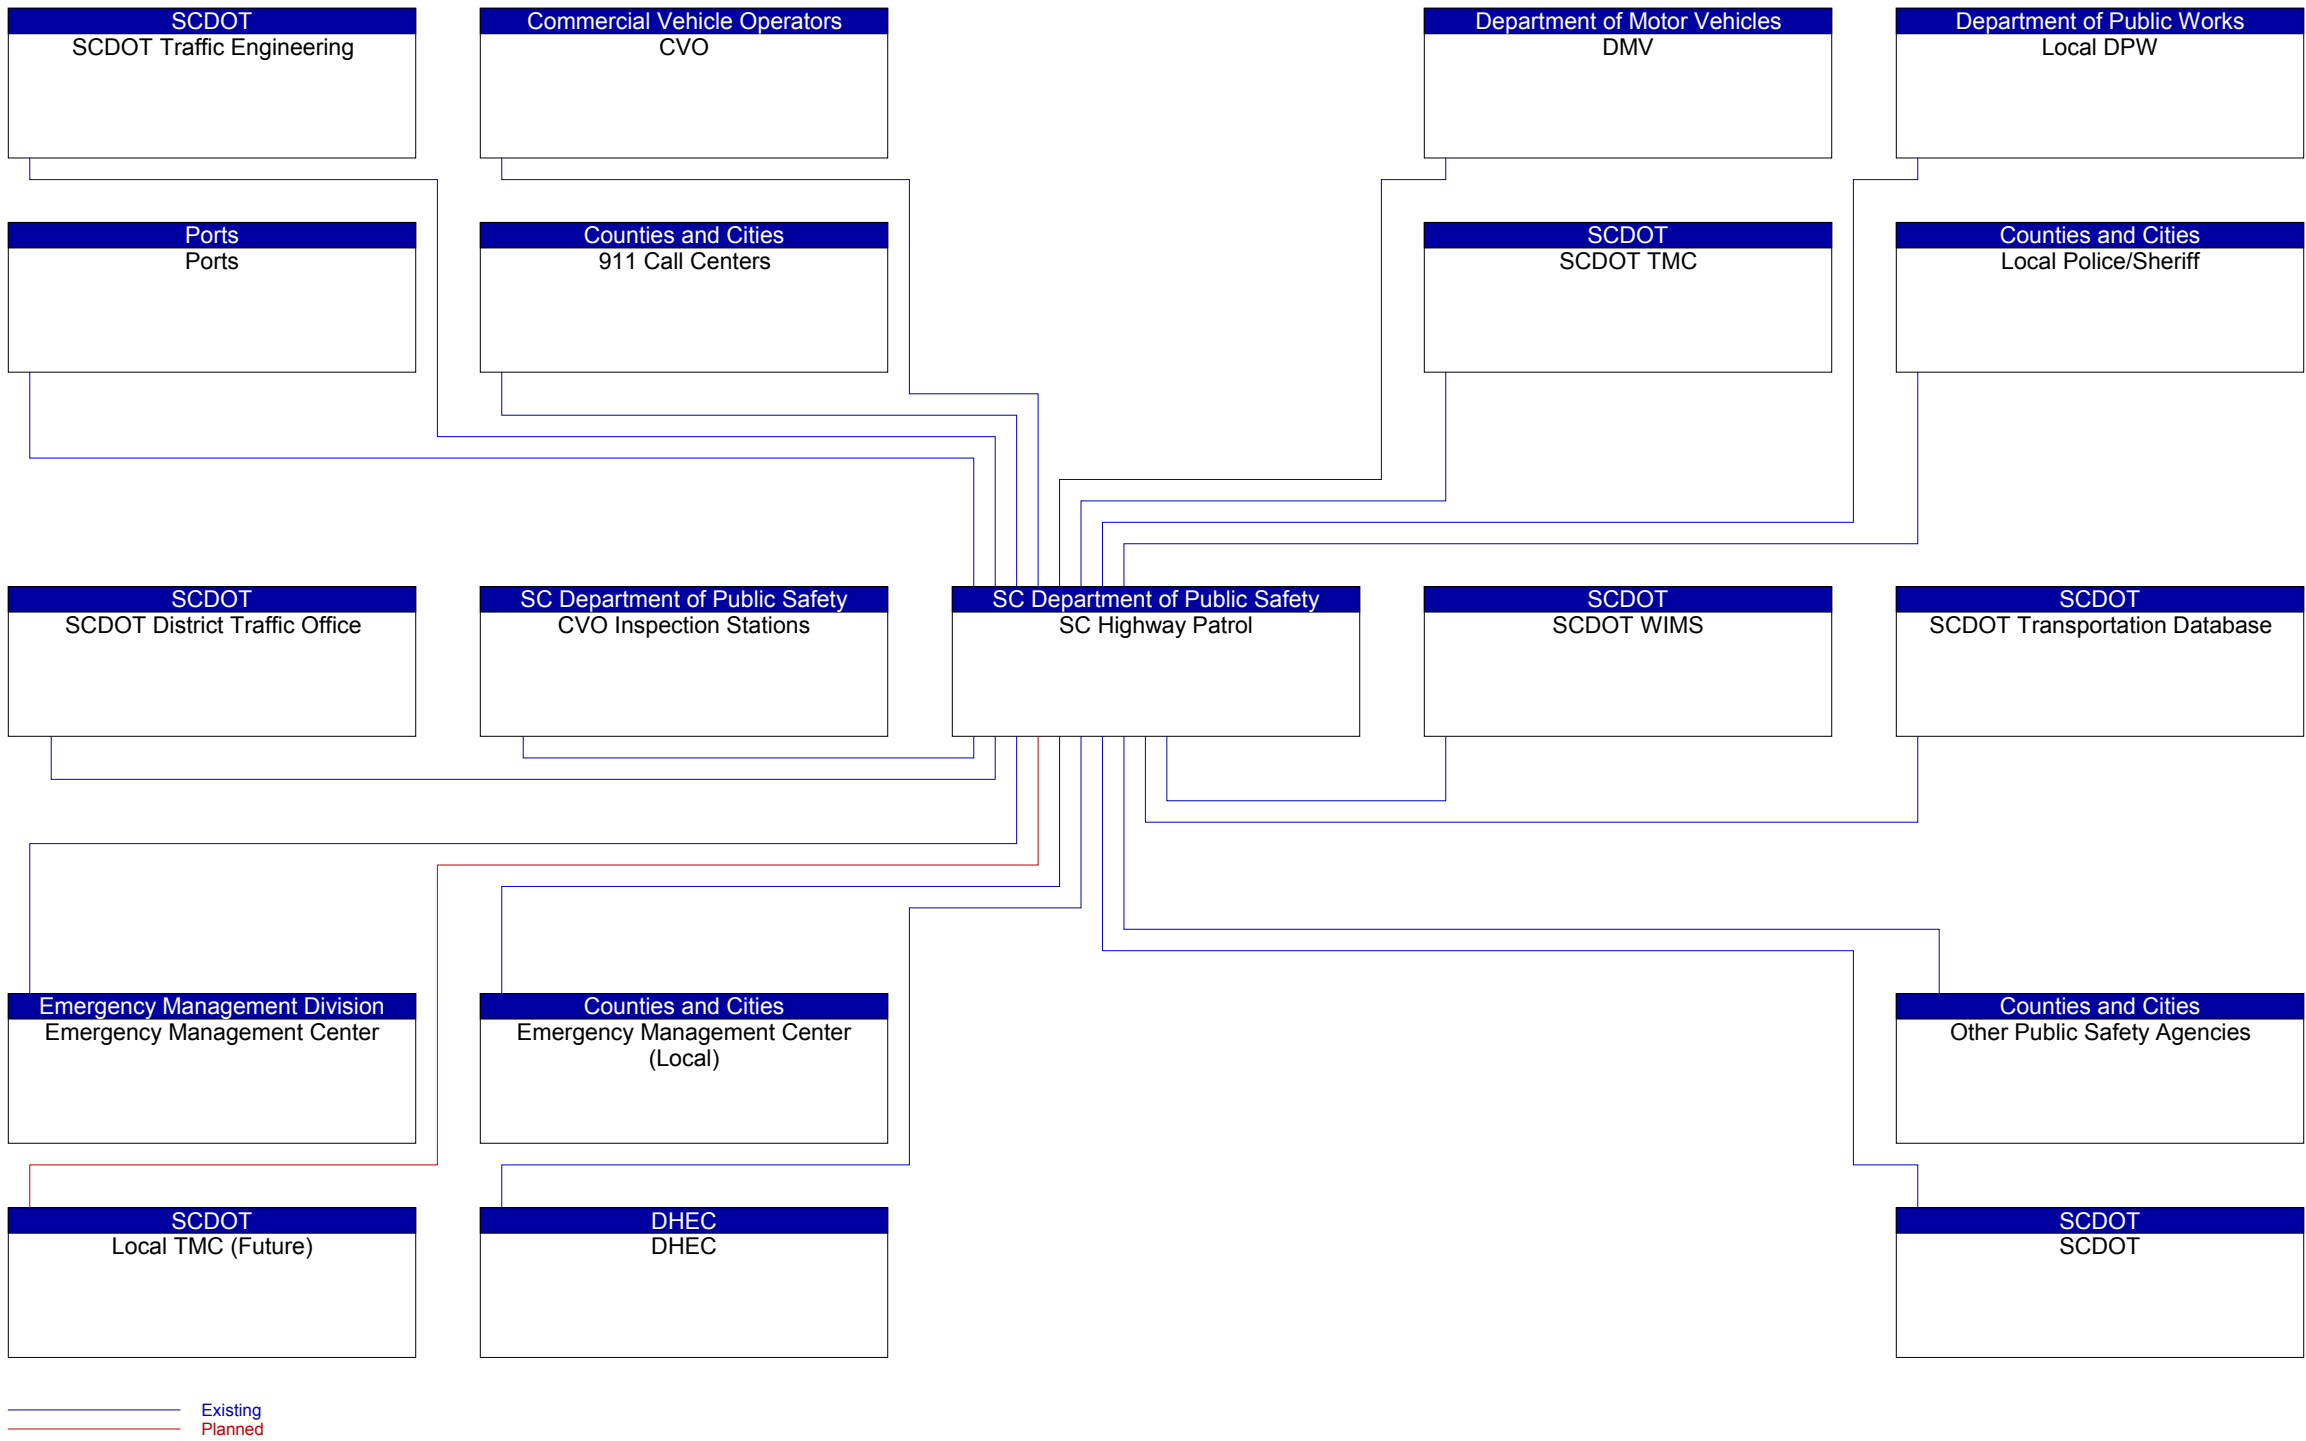 SCDOT
SCDOT Traffic Engineering
Commercial Vehicle Operators
CVO
Department of Motor Vehicles
DMV
Department of Public Works
Local DPW
Ports
Ports
Counties and Cities
911 Call Centers
SCDOT
SCDOT TMC
Counties and Cities
Local Police/Sheriff
SCDOT
SCDOT District Traffic Office
SC Department of Public Safety
CVO Inspection Stations
SC Department of Public Safety
SC Highway Patrol
SCDOT
SCDOT WIMS
SCDOT
SCDOT Transportation Database
Emergency Management Division
Emergency Management Center
Counties and Cities
Emergency Management Center
(Local)
Counties and Cities
Other Public Safety Agencies
SCDOT
Local TMC (Future)
DHEC
DHEC
SCDOT
SCDOT
Existing
Planned